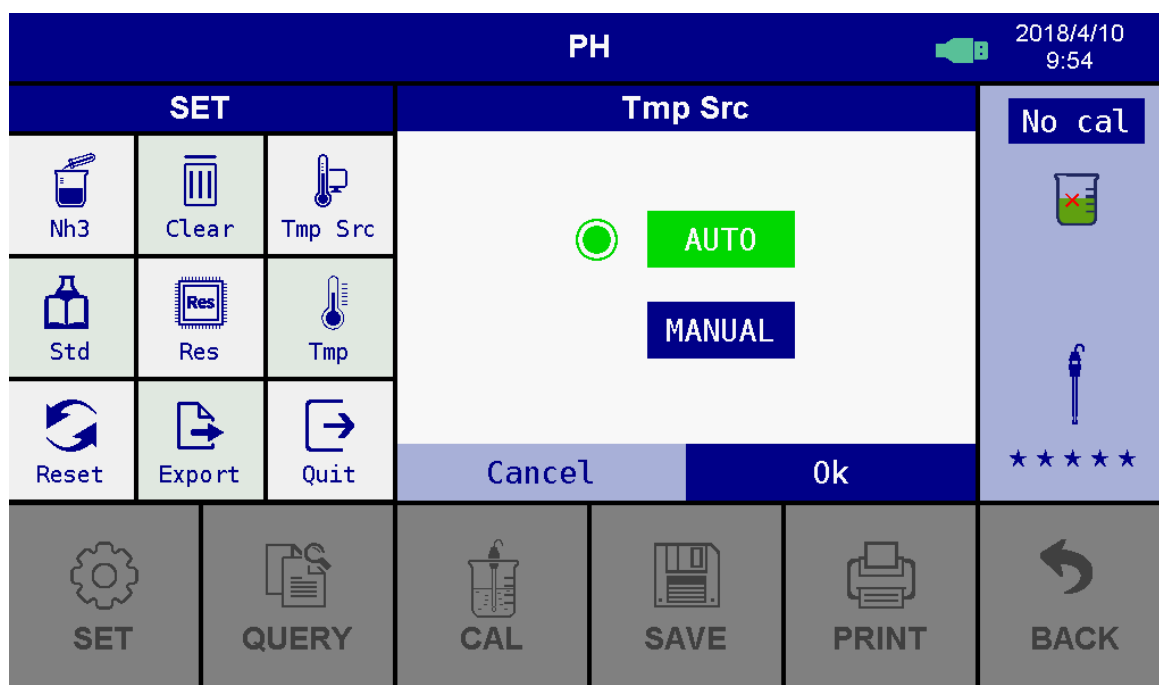 PH
2018/4/10
9:54
SET
Tmp Src
No cal
Nh3
Clear
Tmp Src
AUTO
Std
Res
Res
Tmp
MANUAL
Reset
Export
Quit
Cancel
Ok
SET
QUERY
CAL
SAVE
PRINT
BACK